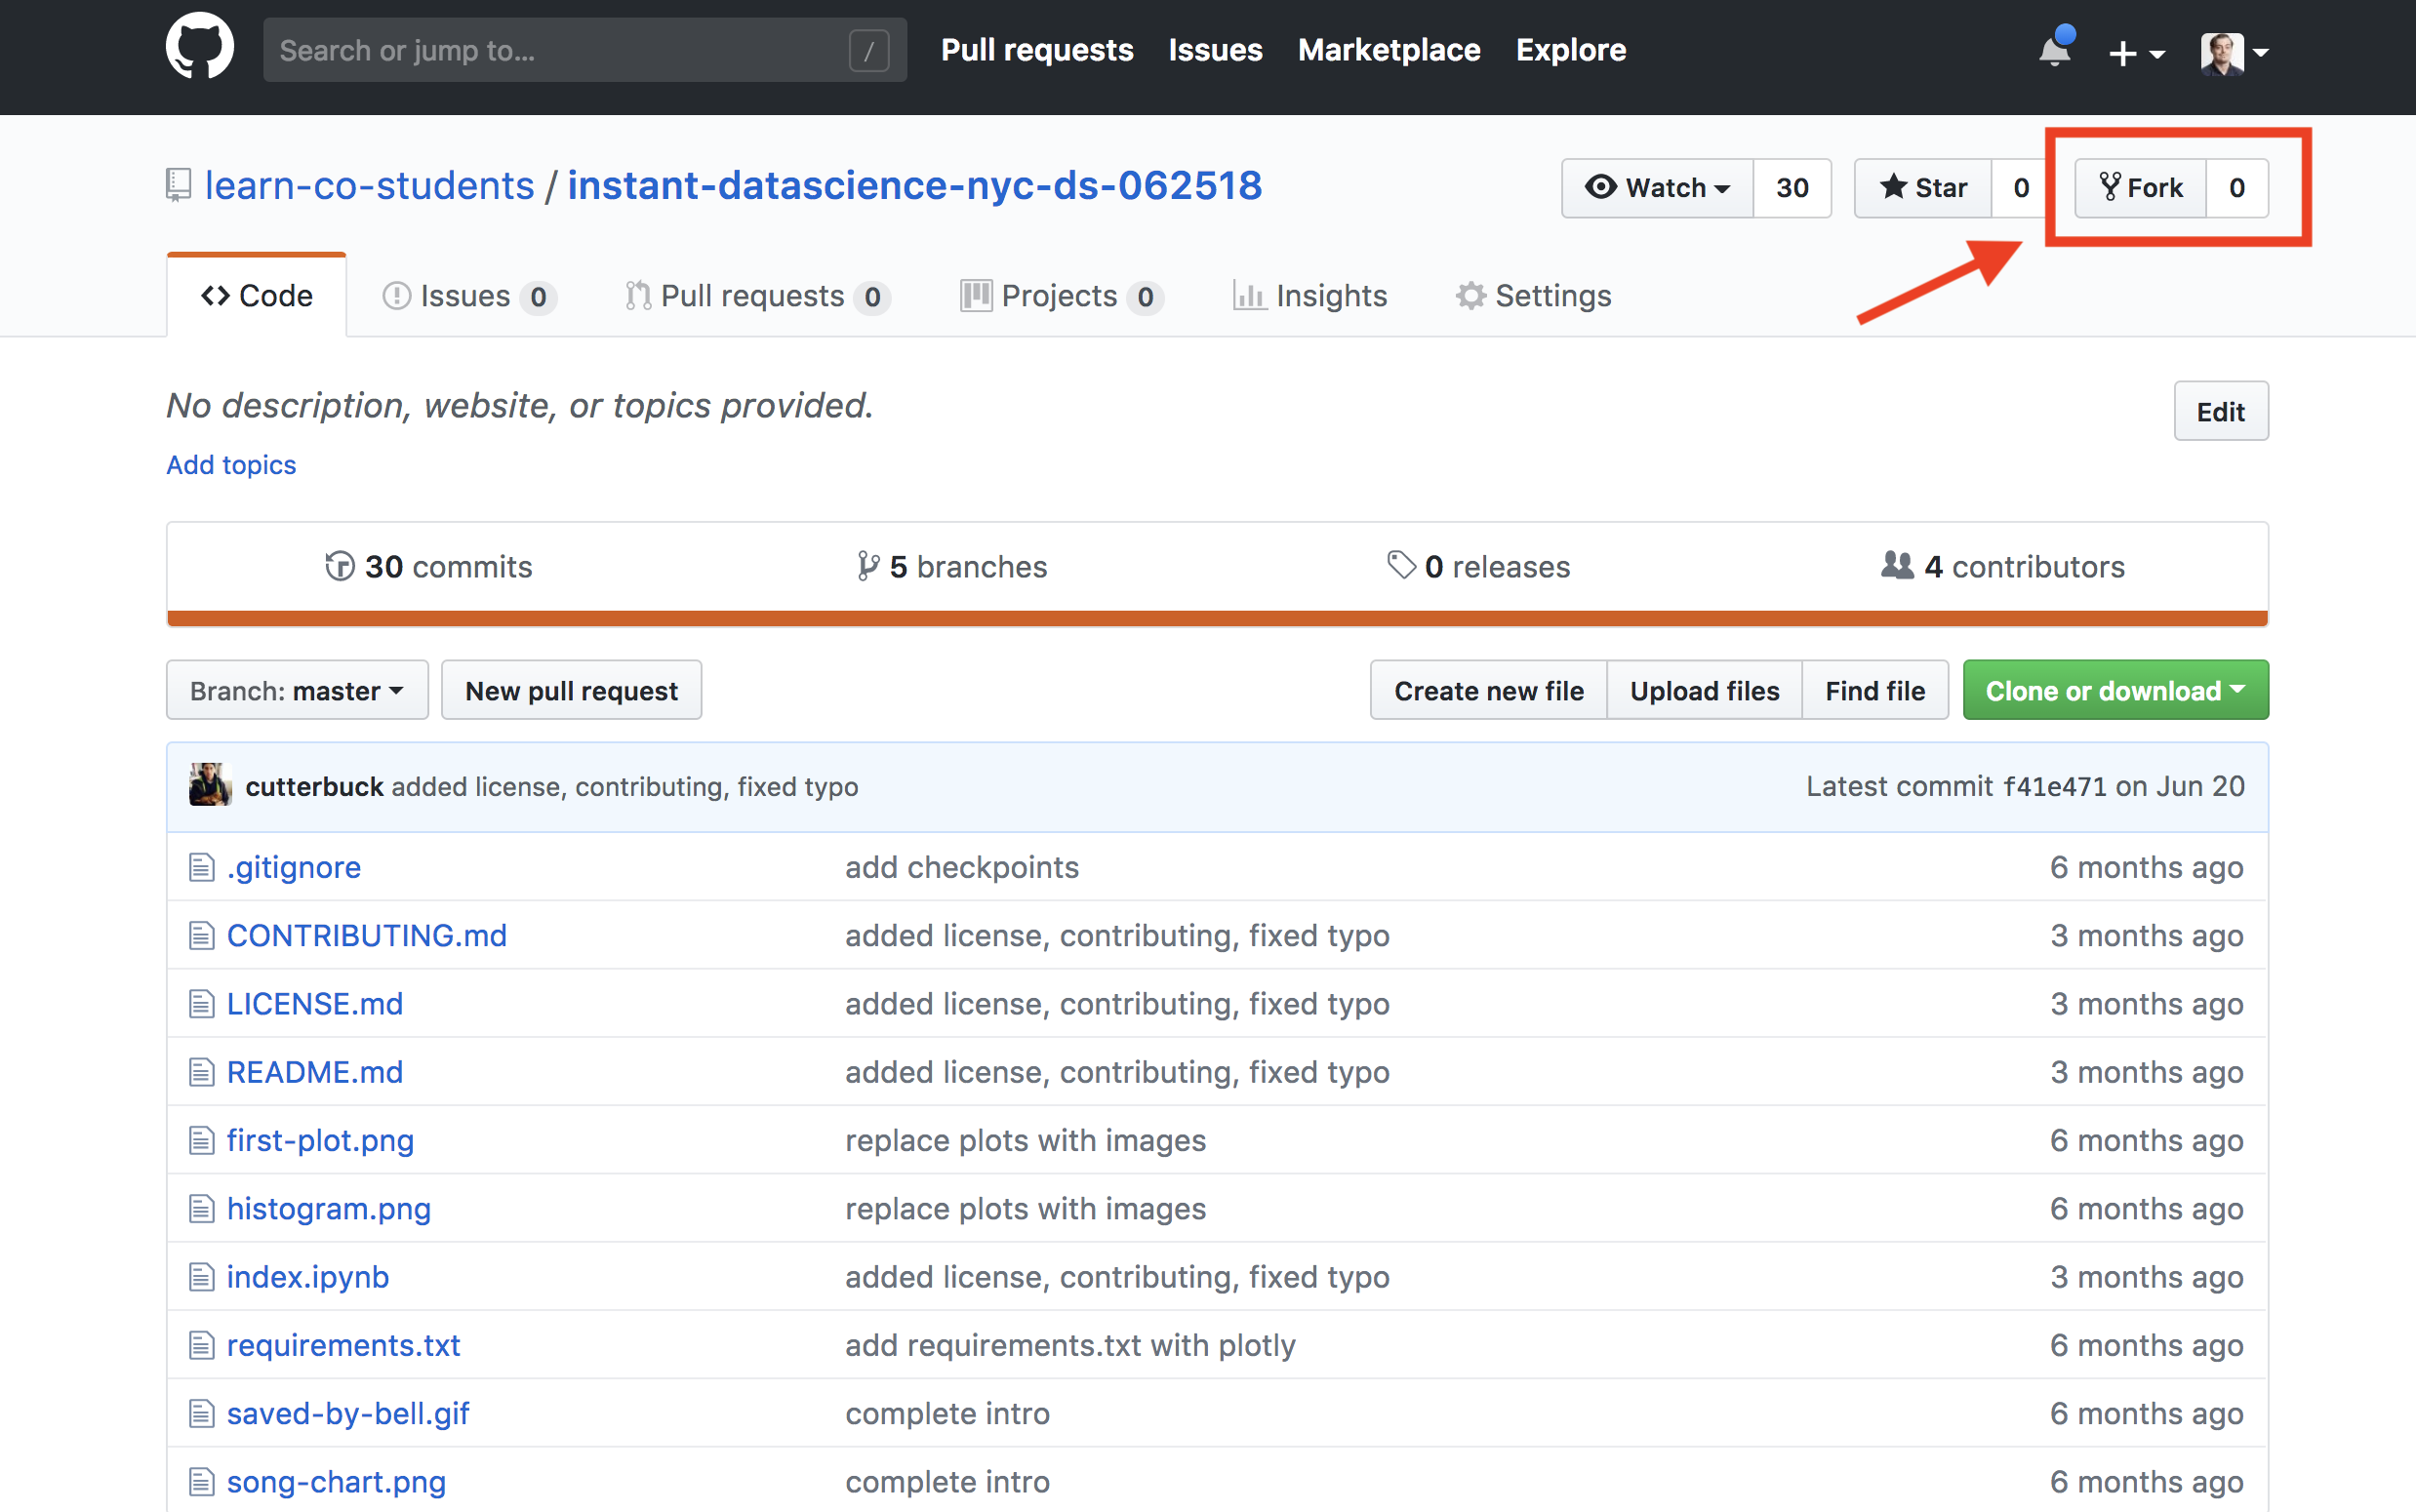 Search or jump to... / Pull requests Issues Marketplace Explore
learn-co-students / instant-datascience-nyc-ds-062518 Watch 30 Star 0 Fork 0
Code Issues 0 Pull requests 0 Projects 0 Insights Settings
No description, website, or topics provided. Edit
Add topics
30 commits 5 branches 0 releases 4 contributors
Branch: master New pull request Create new file Upload files Find file Clone or download
cutterbuck added license, contributing, fixed typo Latest commit f41e471 on Jun 20
.gitignore add checkpoints 6 months ago
CONTRIBUTING.md added license, contributing, fixed typo 3 months ago
LICENSE.md added license, contributing, fixed typo 3 months ago
README.md added license, contributing, fixed typo 3 months ago
first-plot.png replace plots with images 6 months ago
histogram.png replace plots with images 6 months ago
index.ipynb added license, contributing, fixed typo 3 months ago
requirements.txt add requirements.txt with plotly 6 months ago
saved-by-bell.gif complete intro 6 months ago
song-chart.png complete intro 6 months ago